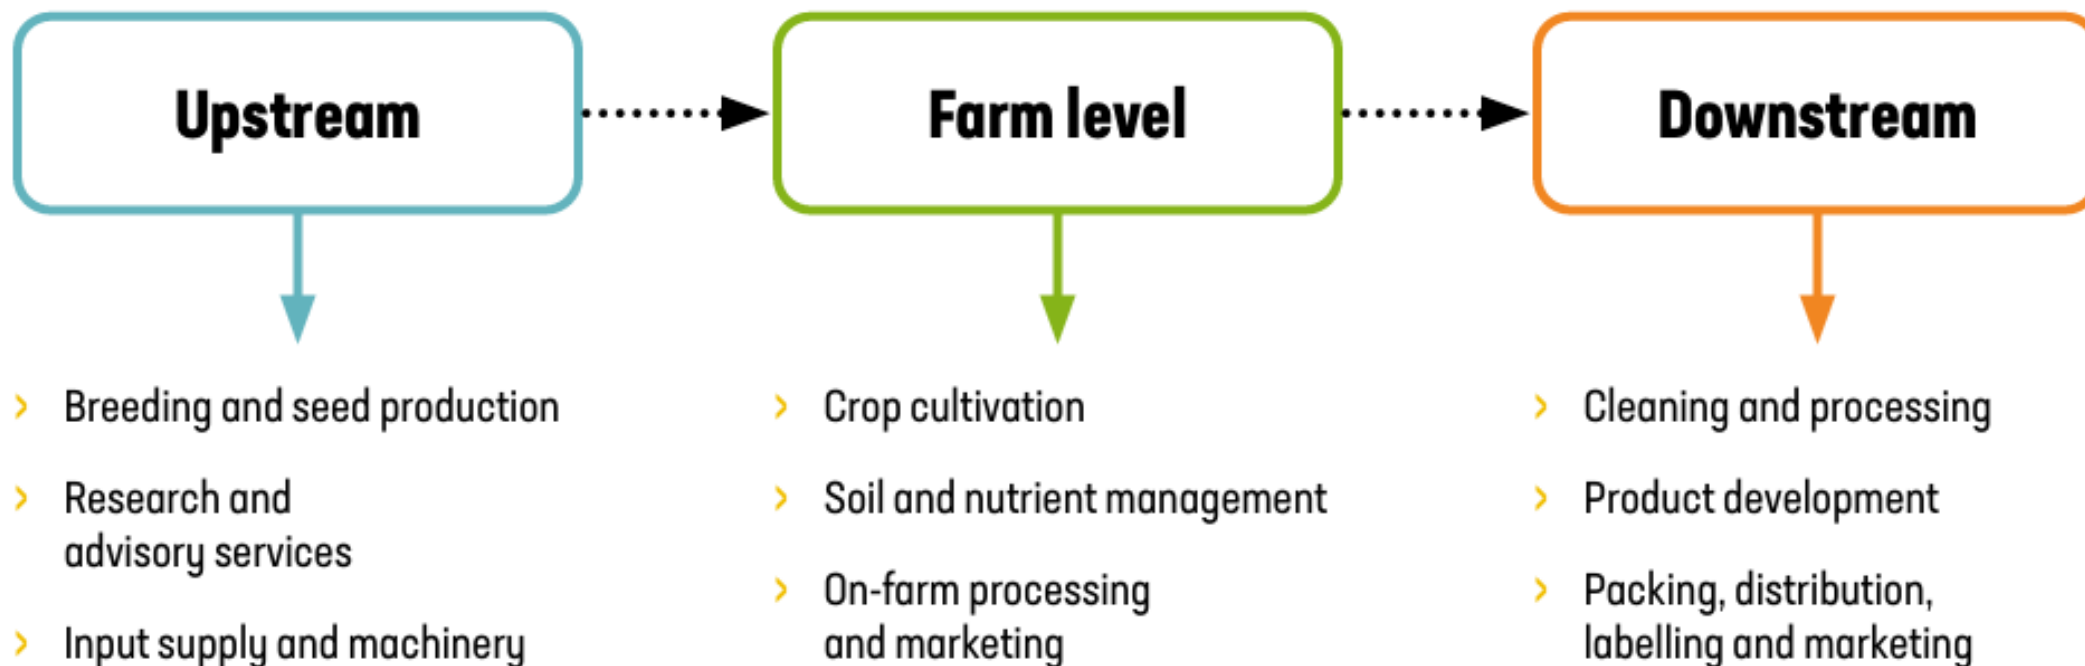 Upstream
Farm level
Downstream
Breeding and seed production
Research and
advisory services
Input supply and machinery
Crop cultivation
Soil and nutrient management
On-farm processing
and marketing
Cleaning and processing
Product development
Packing, distribution,
labelling and marketing